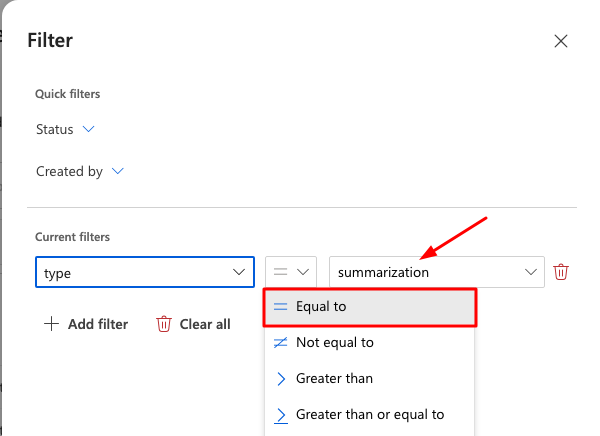 Filter
Quick filters
Status
Created by
Current filters
type
summarization
Equal to
Add filter
Clear all
Not equal to
Greater than
Greater than or equal to